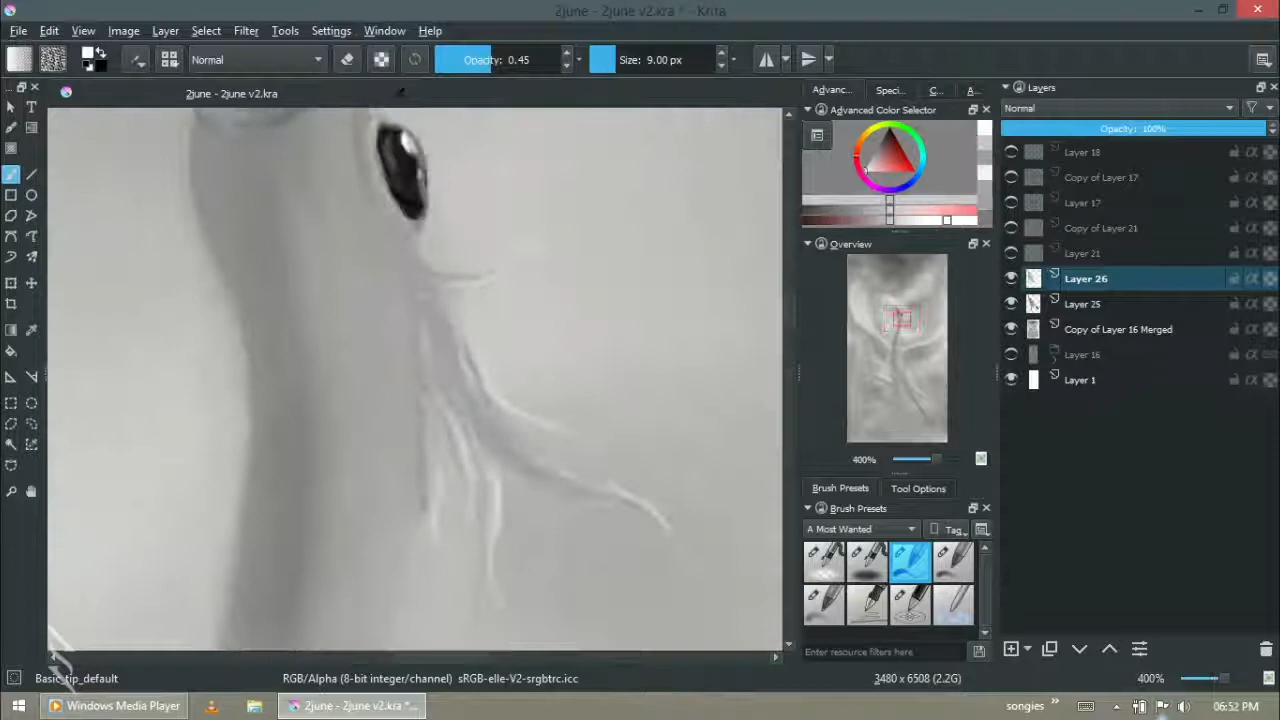 2june - 2june v2.kra * - Krita
File Edit View Image Layer Select Filter Tools Settings Window Help
Normal Opacity: 0.45 Size: 9.00 px
2june - 2june v2.kra
Advanc... Speci... C... A...
Advanced Color Selector
Overview
400%
Brush Presets Tool Options
Brush Presets
A Most Wanted Tag
Enter resource filters here
Layers
Normal
Opacity: 100%
Layer 18
Copy of Layer 17
Layer 17
Copy of Layer 21
Layer 21
Layer 26
Layer 25
Copy of Layer 16 Merged
Layer 16
Layer 1
Basic_tip_default RGB/Alpha (8-bit integer/channel) sRGB-elle-V2-srgbtrc.icc 3480 x 6508 (2.2G) 400%
Windows Media Player 2june - 2june v2.kra *... songies » 06:52 PM